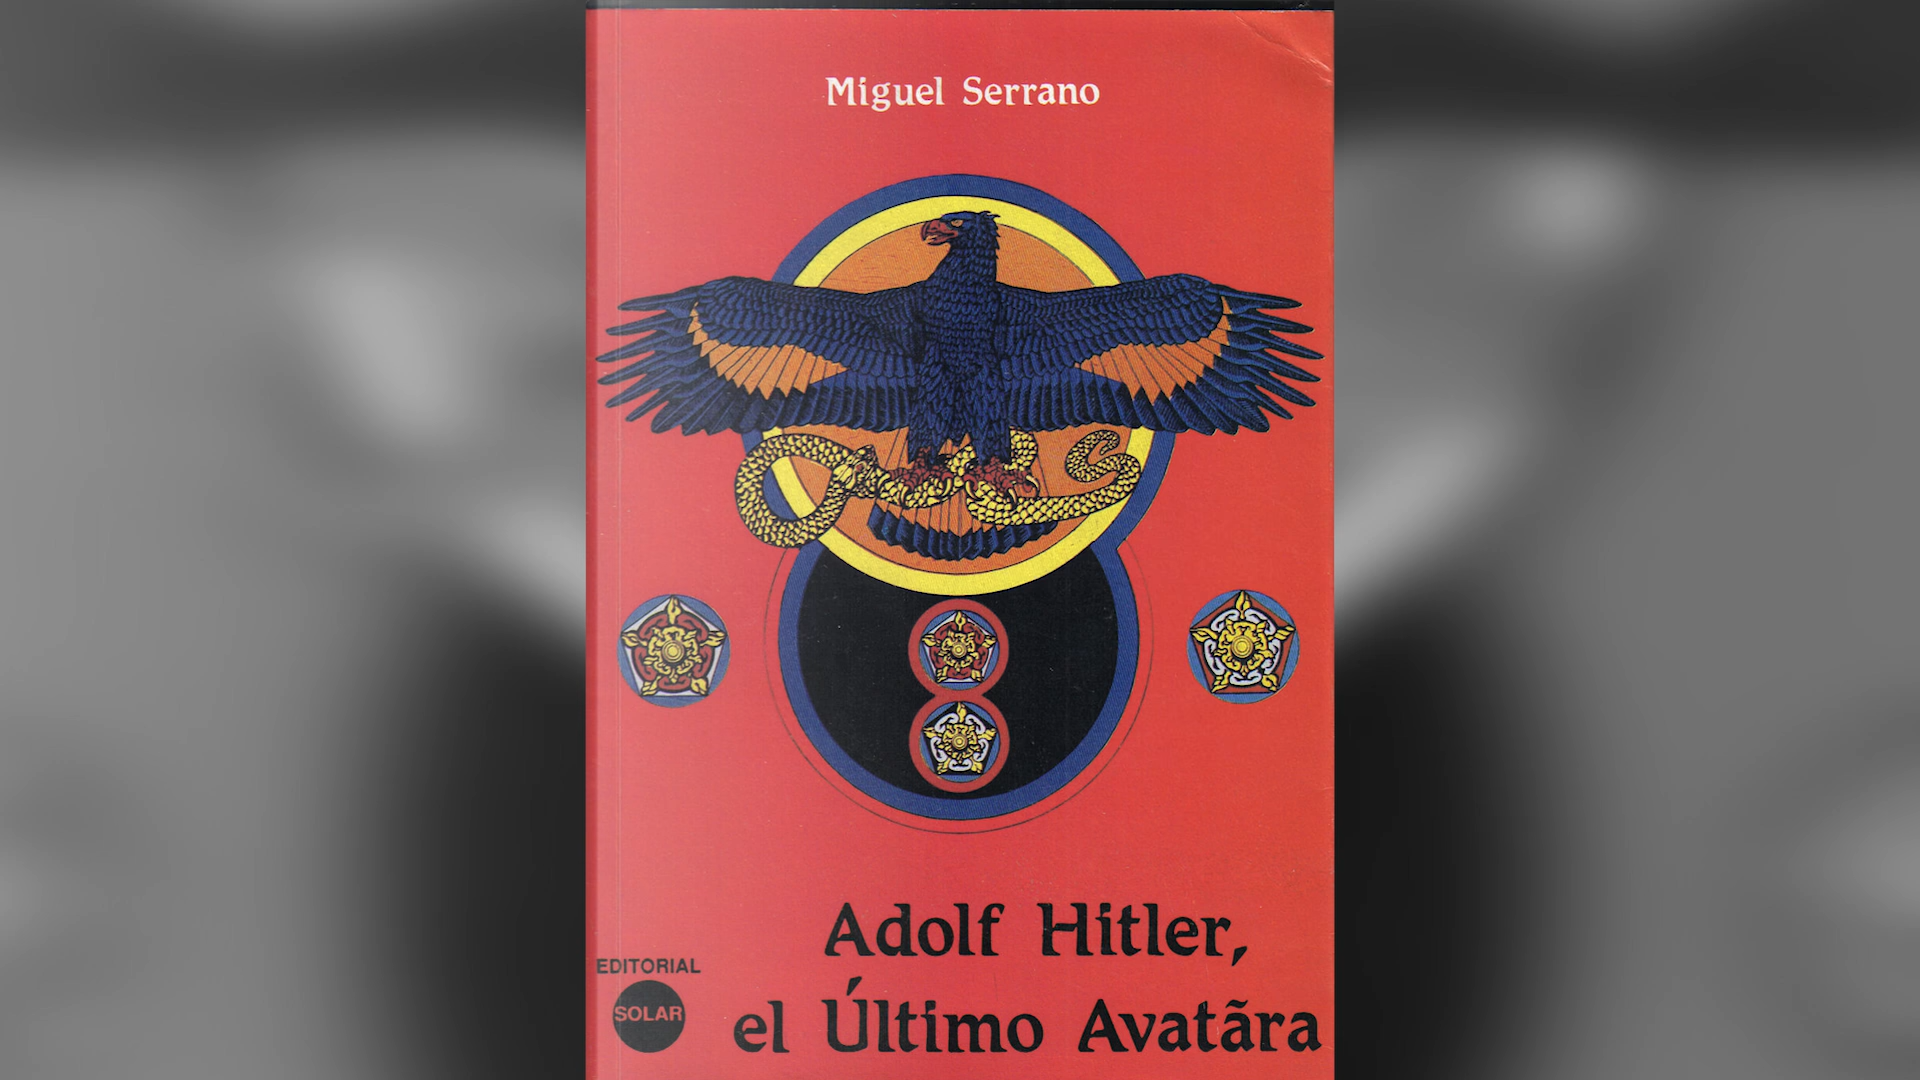 Miguel Serrano
Adolf Hitler,
el Último Avatãra
EDITORIAL
SOLAR